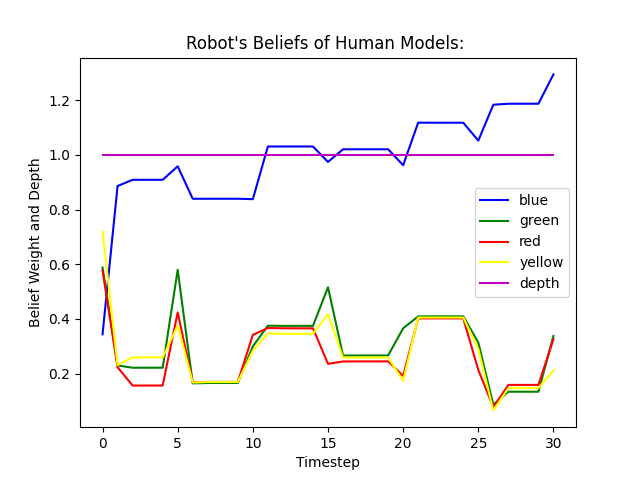 Robot's Beliefs of Human Models:
Belief Weight and Depth
1.2
1.0
0.8
0.6
0.4
0.2
blue
green
red
yellow
depth
0 5 10 15 20 25 30
Timestep